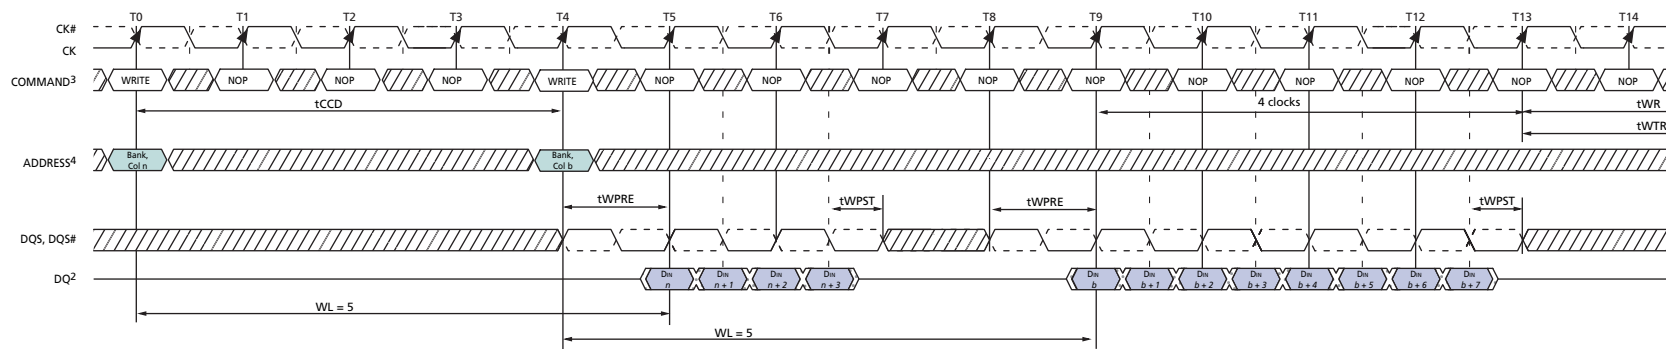 T0 T1 T2 T3 T4 T5 T6 T7 T8 T9 T10 T11 T12 T13 T14
CK#
CK
COMMAND3 WRITE NOP NOP NOP WRITE NOP NOP NOP NOP NOP NOP NOP NOP NOP NOP
tCCD 4 clocks tWR
tWTR
ADDRESS4 Bank, Col n Bank, Col b
tWPRE tWPST tWPRE tWPST
DQS, DQS#
DQ2 DIN n DIN n + 1 DIN n + 2 DIN n + 3 DIN b DIN b + 1 DIN b + 2 DIN b + 3 DIN b + 4 DIN b + 5 DIN b + 6 DIN b + 7
WL = 5
WL = 5